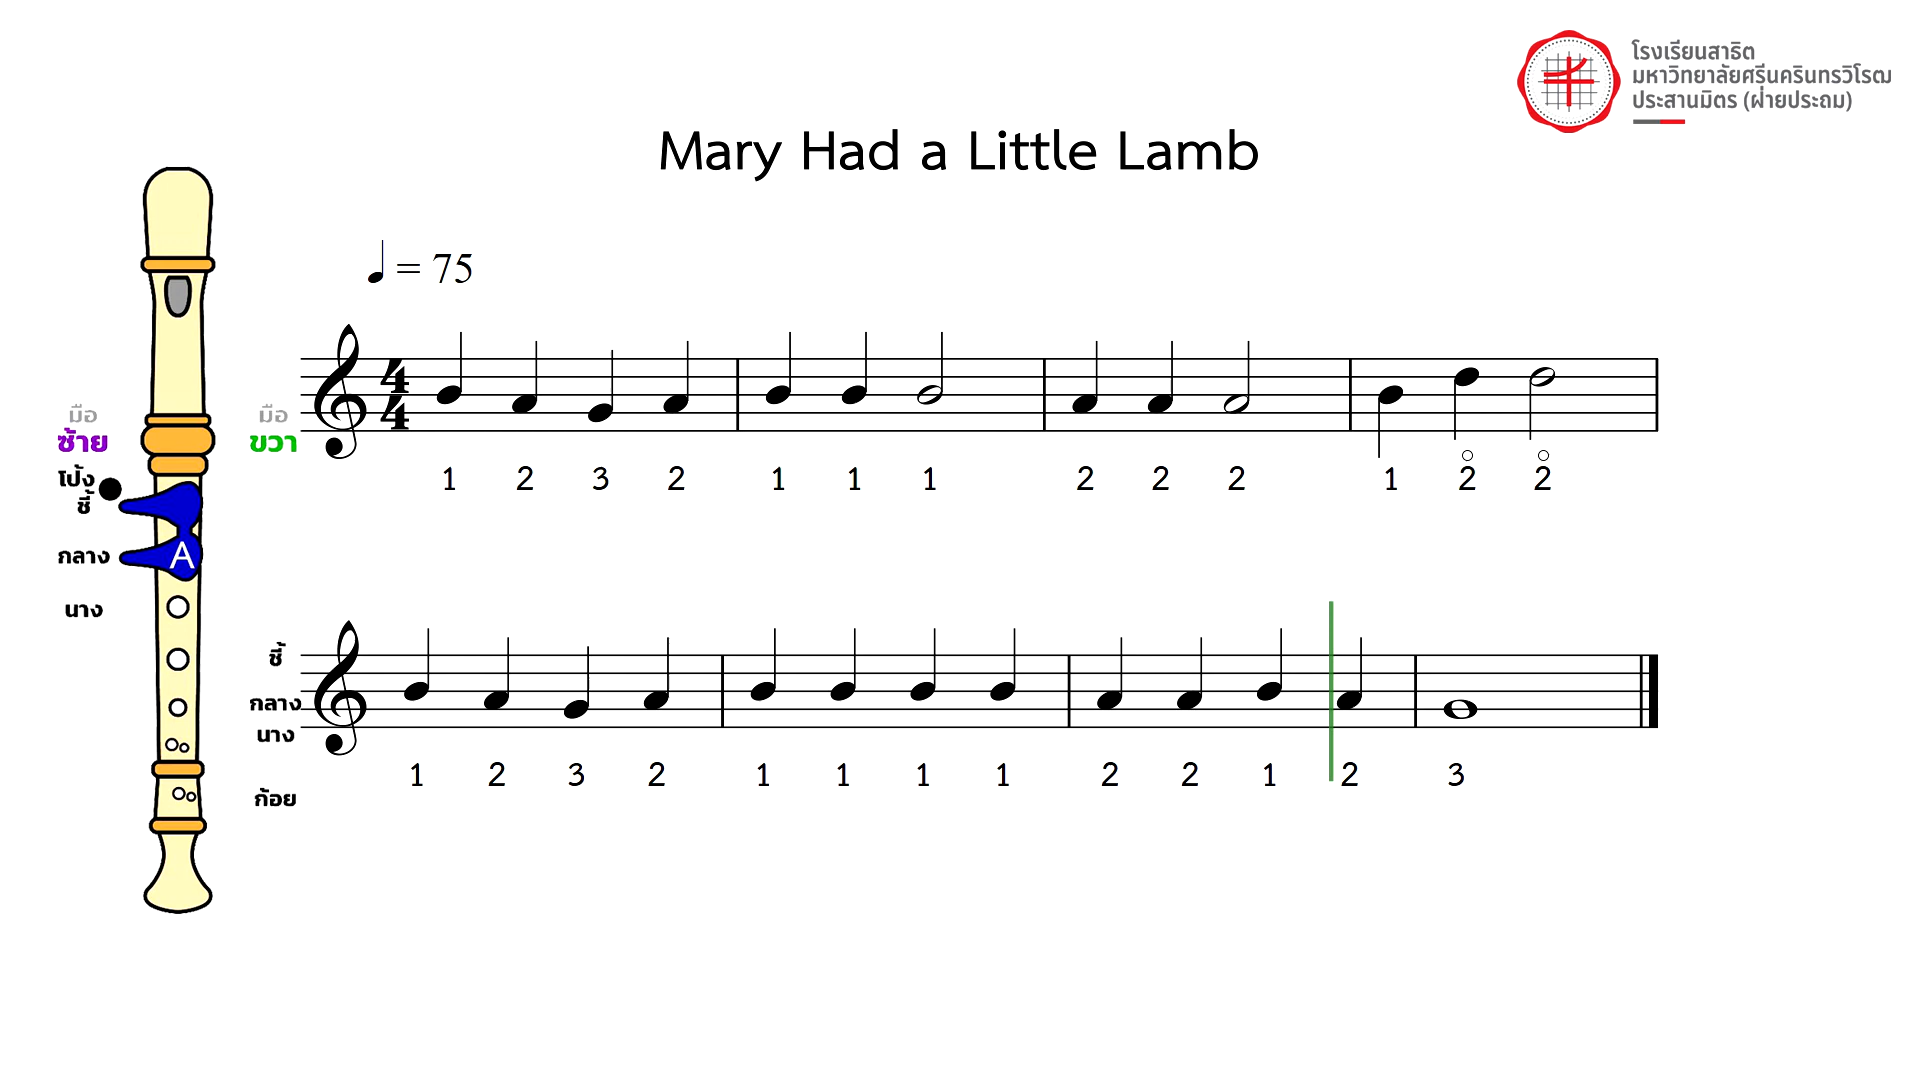 โรงเรียนสาธิต
มหาวิทยาลัยศรีนครินทรวิโรฒ
ประสานมิตร (ฝ่ายประถม)
Mary Had a Little Lamb
= 75
4
4
มือ
ซ้าย
มือ
ขวา
โป้ง
ชี้
กลาง
A
นาง
1 2 3 2 1 1 1 2 2 2 1 2 2
ชี้
กลาง
นาง
ก้อย
1 2 3 2 1 1 1 1 2 2 1 2 3